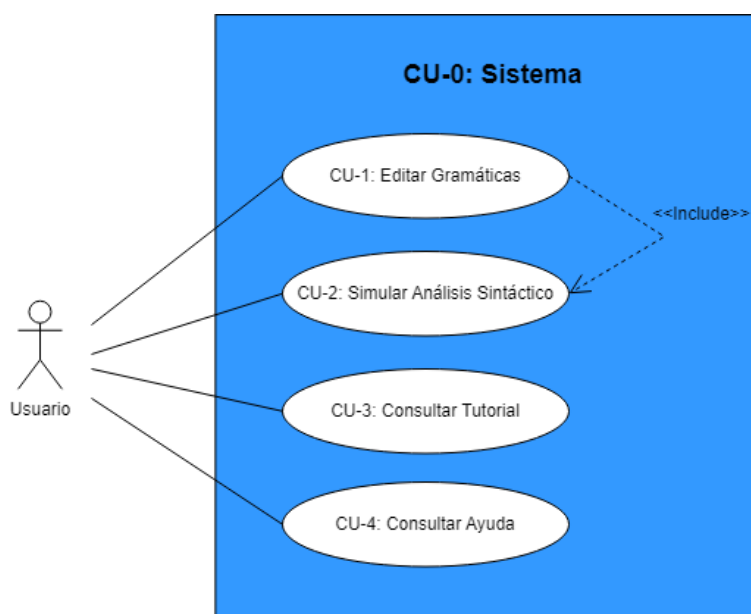 CU-0: Sistema
CU-1: Editar Gramáticas
<<Include>>
CU-2: Simular Análisis Sintáctico
Usuario
CU-3: Consultar Tutorial
CU-4: Consultar Ayuda